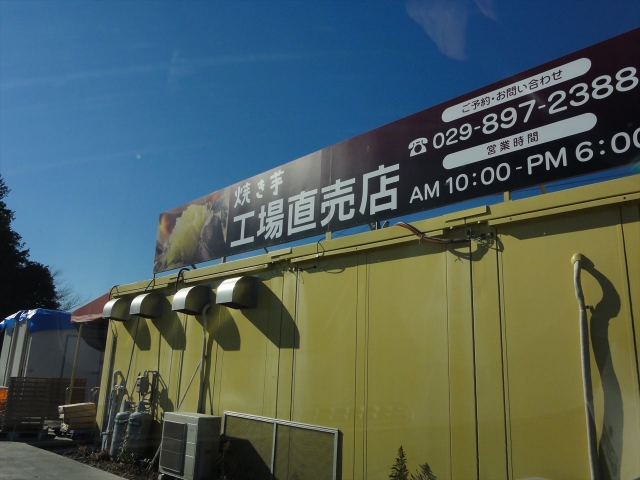 焼き芋
工場直売店
ご予約・お問い合わせ
029-897-2388
営業時間
AM 10:00-PM 6:00